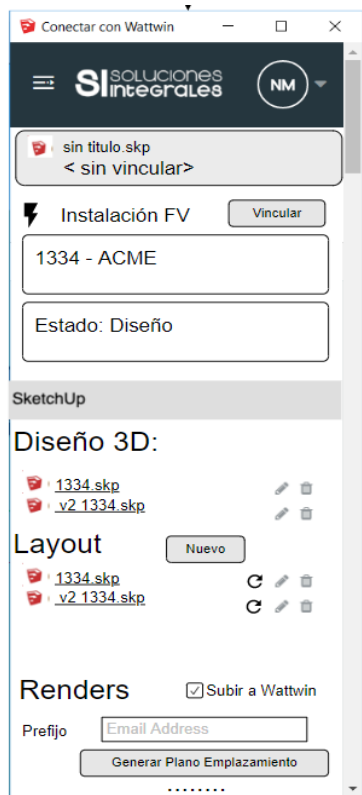 Conectar con Wattwin
SI SOLUCIONES INTEGRALES
NM
sin titulo.skp
< sin vincular>
Instalación FV
Vincular
1334 - ACME
Estado: Diseño
SketchUp
Diseño 3D:
1334.skp
v2 1334.skp
Layout
Nuevo
1334.skp
v2 1334.skp
Renders
Subir a Wattwin
Prefijo
Email Address
Generar Plano Emplazamiento
........